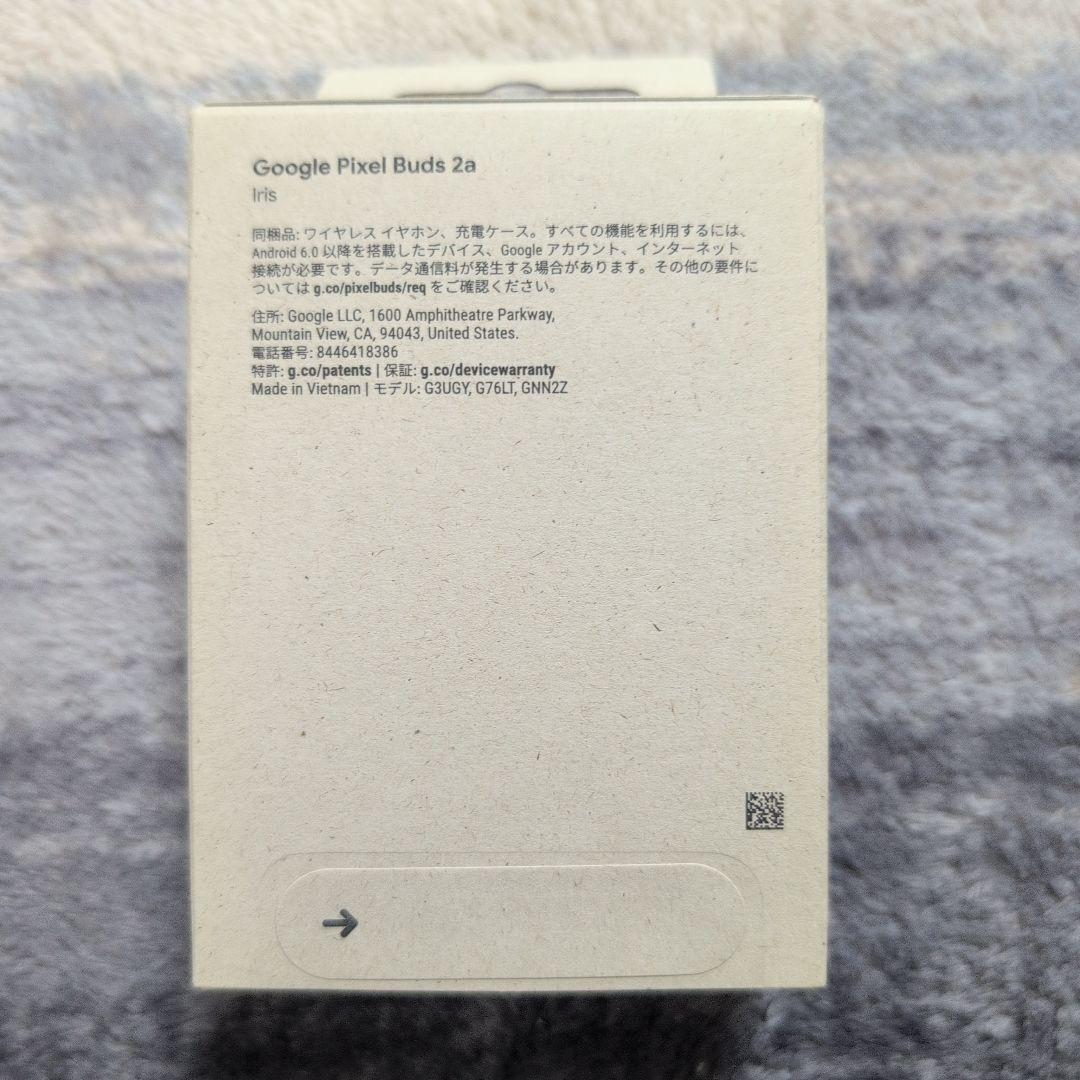 Google Pixel Buds 2a
Iris
同梱品: ワイヤレス イヤホン、充電ケース。すべての機能を利用するには、
Android 6.0 以降を搭載したデバイス、Google アカウント、インターネット
接続が必要です。データ通信料が発生する場合があります。その他の要件に
ついては g.co/pixelbuds/req をご確認ください。
住所: Google LLC, 1600 Amphitheatre Parkway,
Mountain View, CA, 94043, United States.
電話番号: 8446418386
特許: g.co/patents | 保証: g.co/devicewarranty
Made in Vietnam | モデル: G3UGY, G76LT, GNN2Z